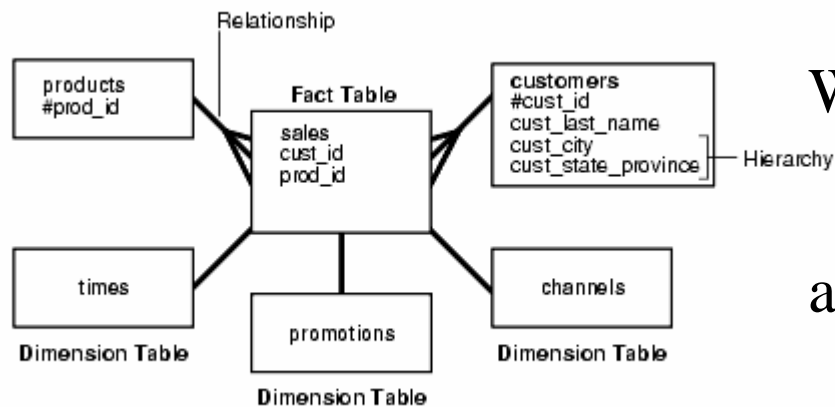 Relationship
products
#prod_id
Fact Table
sales
cust_id
prod_id
customers
#cust_id
cust_last_name
cust_city
cust_state_province
Hierarchy
times
Dimension Table
promotions
Dimension Table
channels
Dimension Table
W
a